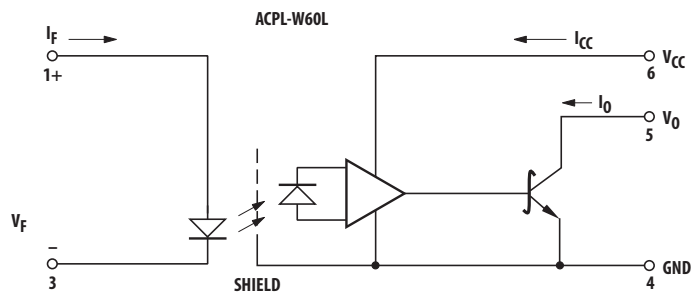 ACPL-W60L
IF
1+
ICC
VCC
6
IO
VO
5
VF
–
3
SHIELD
GND
4